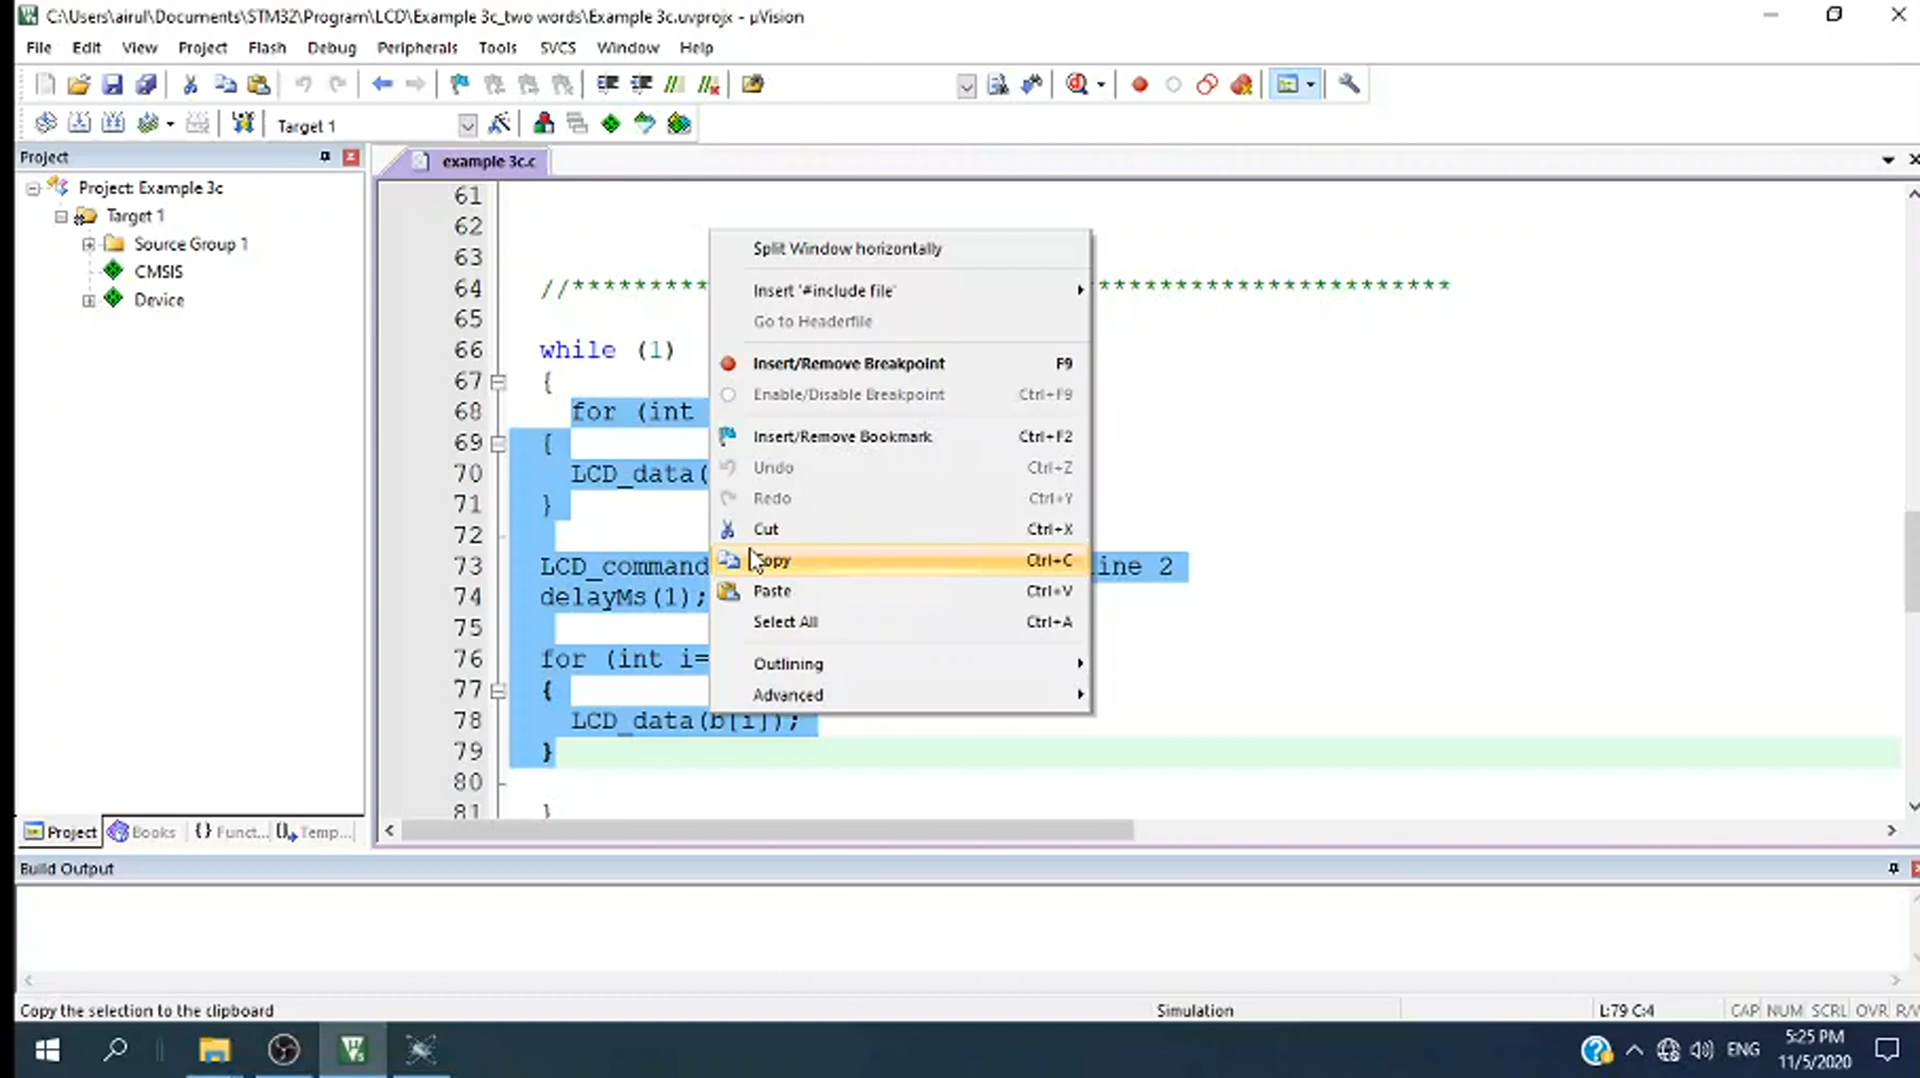 C:\Users\airul\Documents\STM32\Program\LCD\Example 3c_two words\Example 3c.uvprojx - µVision
File Edit View Project Flash Debug Peripherals Tools SVCS Window Help
Target 1
Project
example 3c.c
Project: Example 3c
Target 1
Source Group 1
CMSIS
Device
61
62
63
64 //********* ***********************
65
66 while (1)
67 {
68 for (int
69 {
70 LCD_data(
71 }
72
73 LCD_command line 2
74 delayMs(1);
75
76 for (int i=
77 {
78 LCD_data(b[i]);
79 }
80
81 }
Split Window horizontally
Insert '#include file'
Go to Headerfile
Insert/Remove Breakpoint F9
Enable/Disable Breakpoint Ctrl+F9
Insert/Remove Bookmark Ctrl+F2
Undo Ctrl+Z
Redo Ctrl+Y
Cut Ctrl+X
Copy Ctrl+C
Paste Ctrl+V
Select All Ctrl+A
Outlining
Advanced
Project Books {} Funct... Temp...
Build Output
Copy the selection to the clipboard Simulation L:79 C:4 CAP NUM SCRL OVR R/V
ENG
5:25 PM
11/5/2020